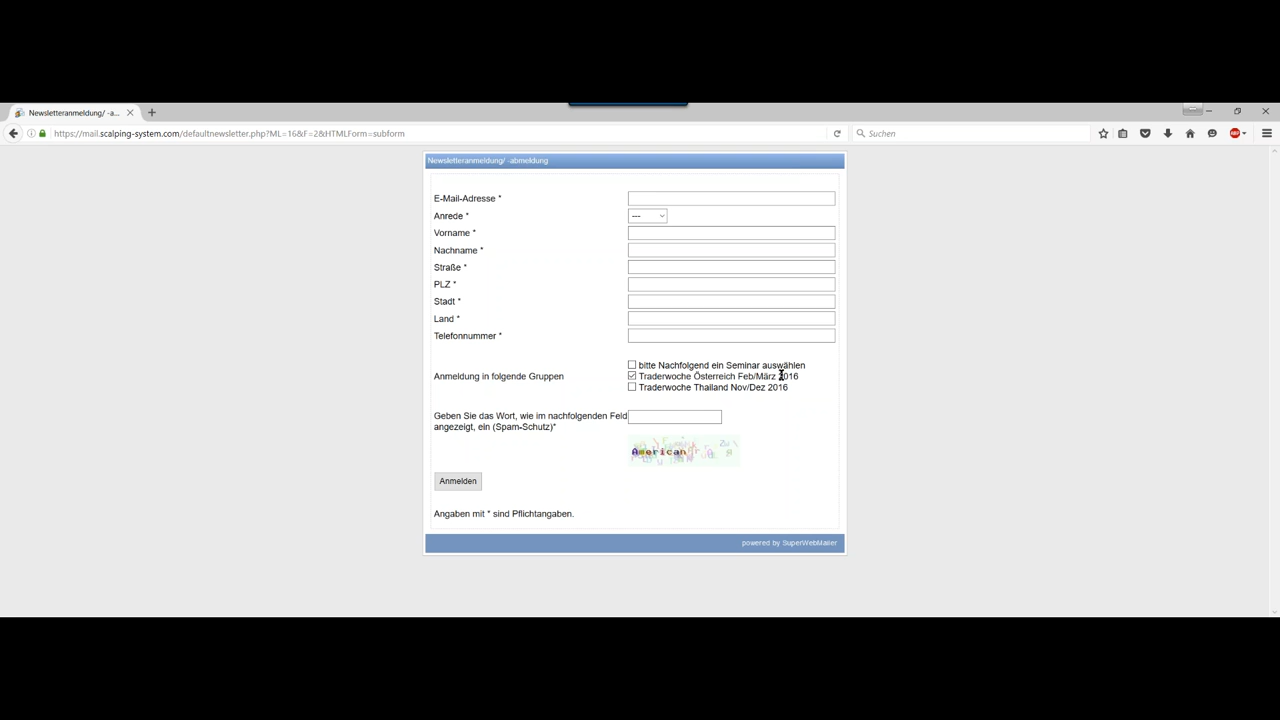 Newsletteranmeldung/ -a...
https://mail.scalping-system.com/defaultnewsletter.php?ML=16&F=2&HTMLForm=subform
Suchen
Newsletteranmeldung/ -abmeldung
E-Mail-Adresse *
Anrede * ---
Vorname *
Nachname *
Straße *
PLZ *
Stadt *
Land *
Telefonnummer *
bitte Nachfolgend ein Seminar auswählen
Anmeldung in folgende Gruppen Traderwoche Österreich Feb/März 2016
Traderwoche Thailand Nov/Dez 2016
Geben Sie das Wort, wie im nachfolgenden Feld
angezeigt, ein (Spam-Schutz)*
American
Anmelden
Angaben mit * sind Pflichtangaben.
powered by SuperWebMailer